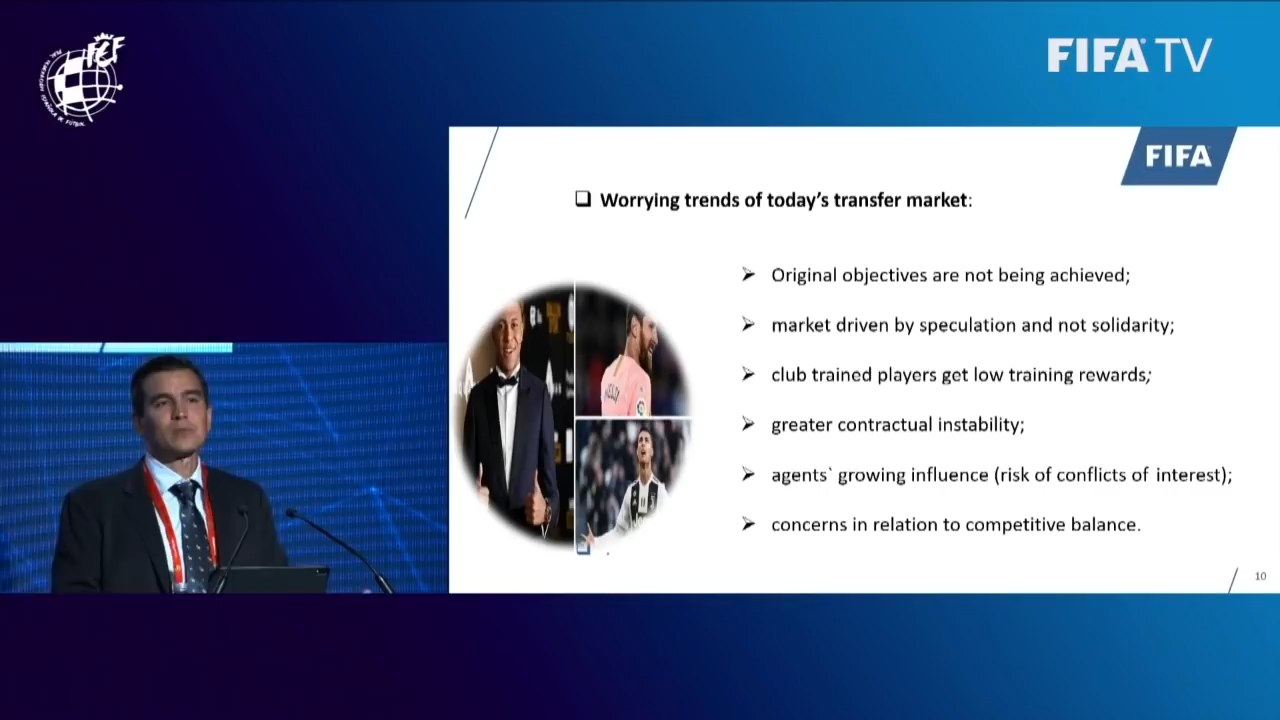 FIFA TV
FIFA
❑ Worrying trends of today's transfer market:
➢ Original objectives are not being achieved;
➢ market driven by speculation and not solidarity;
➢ club trained players get low training rewards;
➢ greater contractual instability;
➢ agents` growing influence (risk of conflicts of interest);
➢ concerns in relation to competitive balance.
10